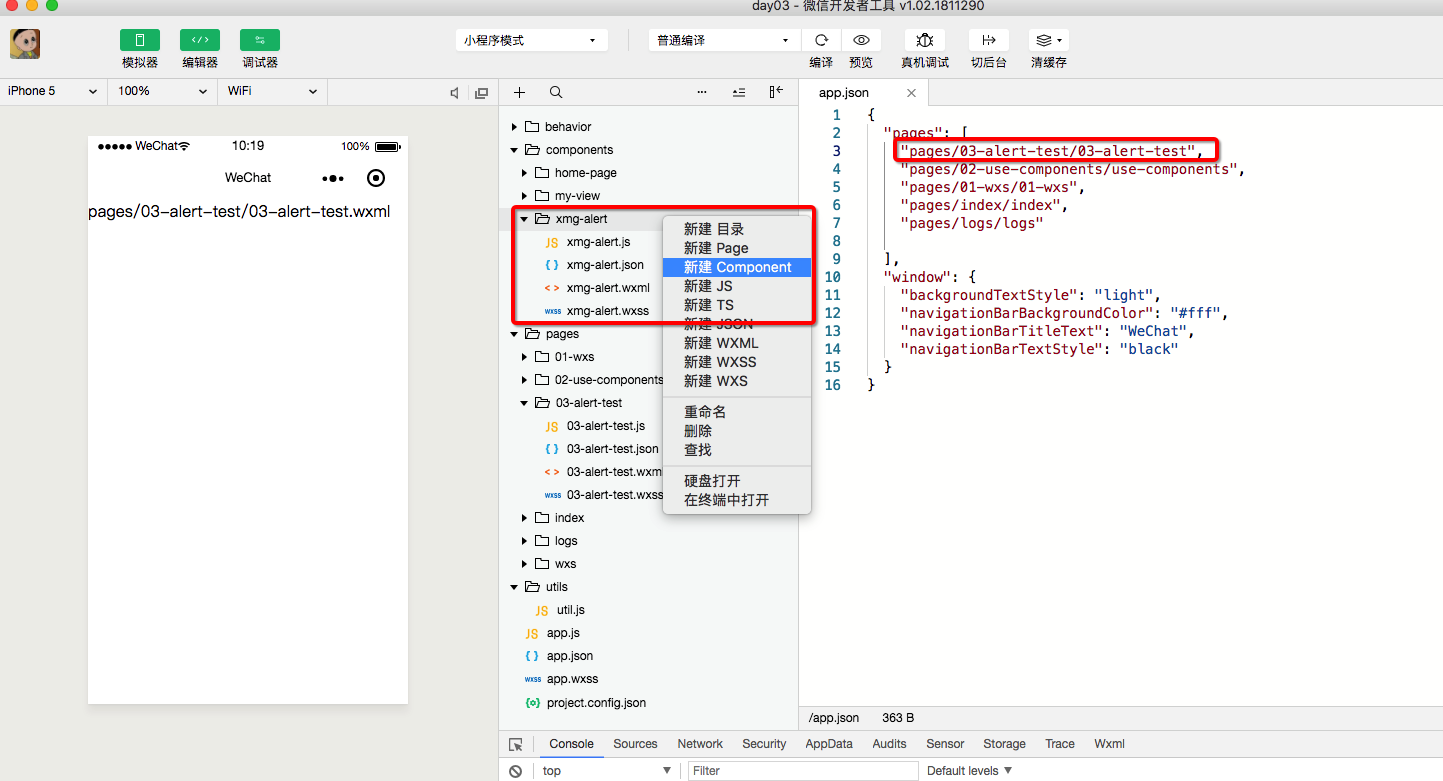 day03 - 微信开发者工具 v1.02.1811290
模拟器
编辑器
调试器
小程序模式
普通编译
编译
预览
真机调试
切后台
清缓存
iPhone 5
100%
WiFi
WeChat
10:19
100%
WeChat
pages/03-alert-test/03-alert-test.wxml
behavior
components
home-page
my-view
xmg-alert
JS xmg-alert.js
{ } xmg-alert.json
< > xmg-alert.wxml
wxss xmg-alert.wxss
pages
01-wxs
02-use-components
03-alert-test
JS 03-alert-test.js
{ } 03-alert-test.json
< > 03-alert-test.wxm
wxss 03-alert-test.wxss
index
logs
wxs
utils
JS util.js
JS app.js
{ } app.json
wxss app.wxss
project.config.json
新建 目录
新建 Page
新建 Component
新建 JS
新建 TS
新建 JSON
新建 WXML
新建 WXSS
新建 WXS
重命名
删除
查找
硬盘打开
在终端中打开
app.json
1 {
2 "pages": [
3 "pages/03-alert-test/03-alert-test",
4 "pages/02-use-components/use-components",
5 "pages/01-wxs/01-wxs",
6 "pages/index/index",
7 "pages/logs/logs"
8
9 ],
10 "window": {
11 "backgroundTextStyle": "light",
12 "navigationBarBackgroundColor": "#fff",
13 "navigationBarTitleText": "WeChat",
14 "navigationBarTextStyle": "black"
15 }
16 }
/app.json 363 B
Console Sources Network Security AppData Audits Sensor Storage Trace Wxml
top Filter Default levels